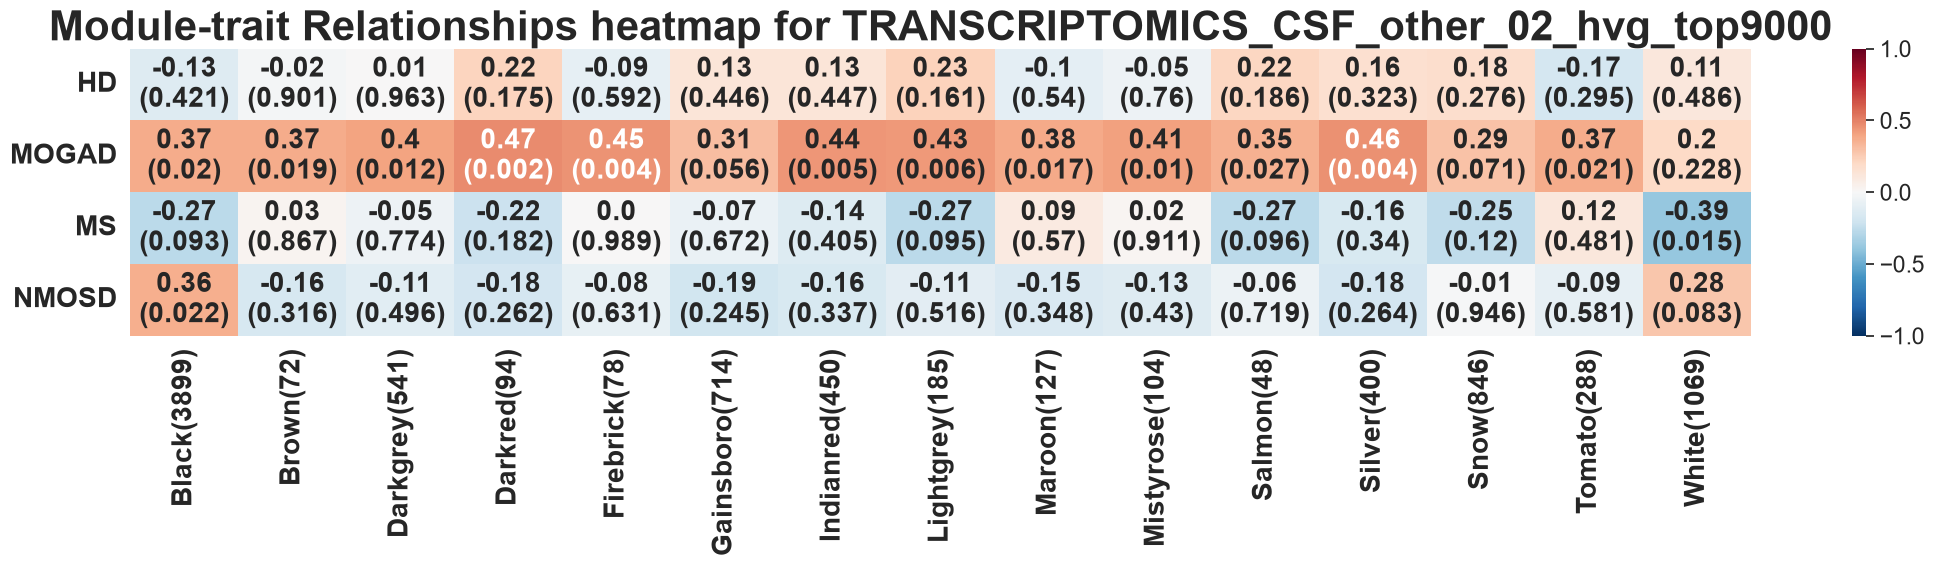 Module-trait Relationships heatmap for TRANSCRIPTOMICS_CSF_other_02_hvg_top9000
HD
-0.13 -0.02 0.01 0.22 -0.09 0.13 0.13 0.23 -0.1 -0.05 0.22 0.16 0.18 -0.17 0.11
(0.421) (0.901) (0.963) (0.175) (0.592) (0.446) (0.447) (0.161) (0.54) (0.76) (0.186) (0.323) (0.276) (0.295) (0.486)
MOGAD
0.37 0.37 0.4 0.47 0.45 0.31 0.44 0.43 0.38 0.41 0.35 0.46 0.29 0.37 0.2
(0.02) (0.019) (0.012) (0.002) (0.004) (0.056) (0.005) (0.006) (0.017) (0.01) (0.027) (0.004) (0.071) (0.021) (0.228)
MS
-0.27 0.03 -0.05 -0.22 0.0 -0.07 -0.14 -0.27 0.09 0.02 -0.27 -0.16 -0.25 0.12 -0.39
(0.093) (0.867) (0.774) (0.182) (0.989) (0.672) (0.405) (0.095) (0.57) (0.911) (0.096) (0.34) (0.12) (0.481) (0.015)
NMOSD
0.36 -0.16 -0.11 -0.18 -0.08 -0.19 -0.16 -0.11 -0.15 -0.13 -0.06 -0.18 -0.01 -0.09 0.28
(0.022) (0.316) (0.496) (0.262) (0.631) (0.245) (0.337) (0.516) (0.348) (0.43) (0.719) (0.264) (0.946) (0.581) (0.083)
Black(3899)
Brown(72)
Darkgrey(541)
Darkred(94)
Firebrick(78)
Gainsboro(714)
Indianred(450)
Lightgrey(185)
Maroon(127)
Mistyrose(104)
Salmon(48)
Silver(400)
Snow(846)
Tomato(288)
White(1069)
1.0
0.5
0.0
−0.5
−1.0